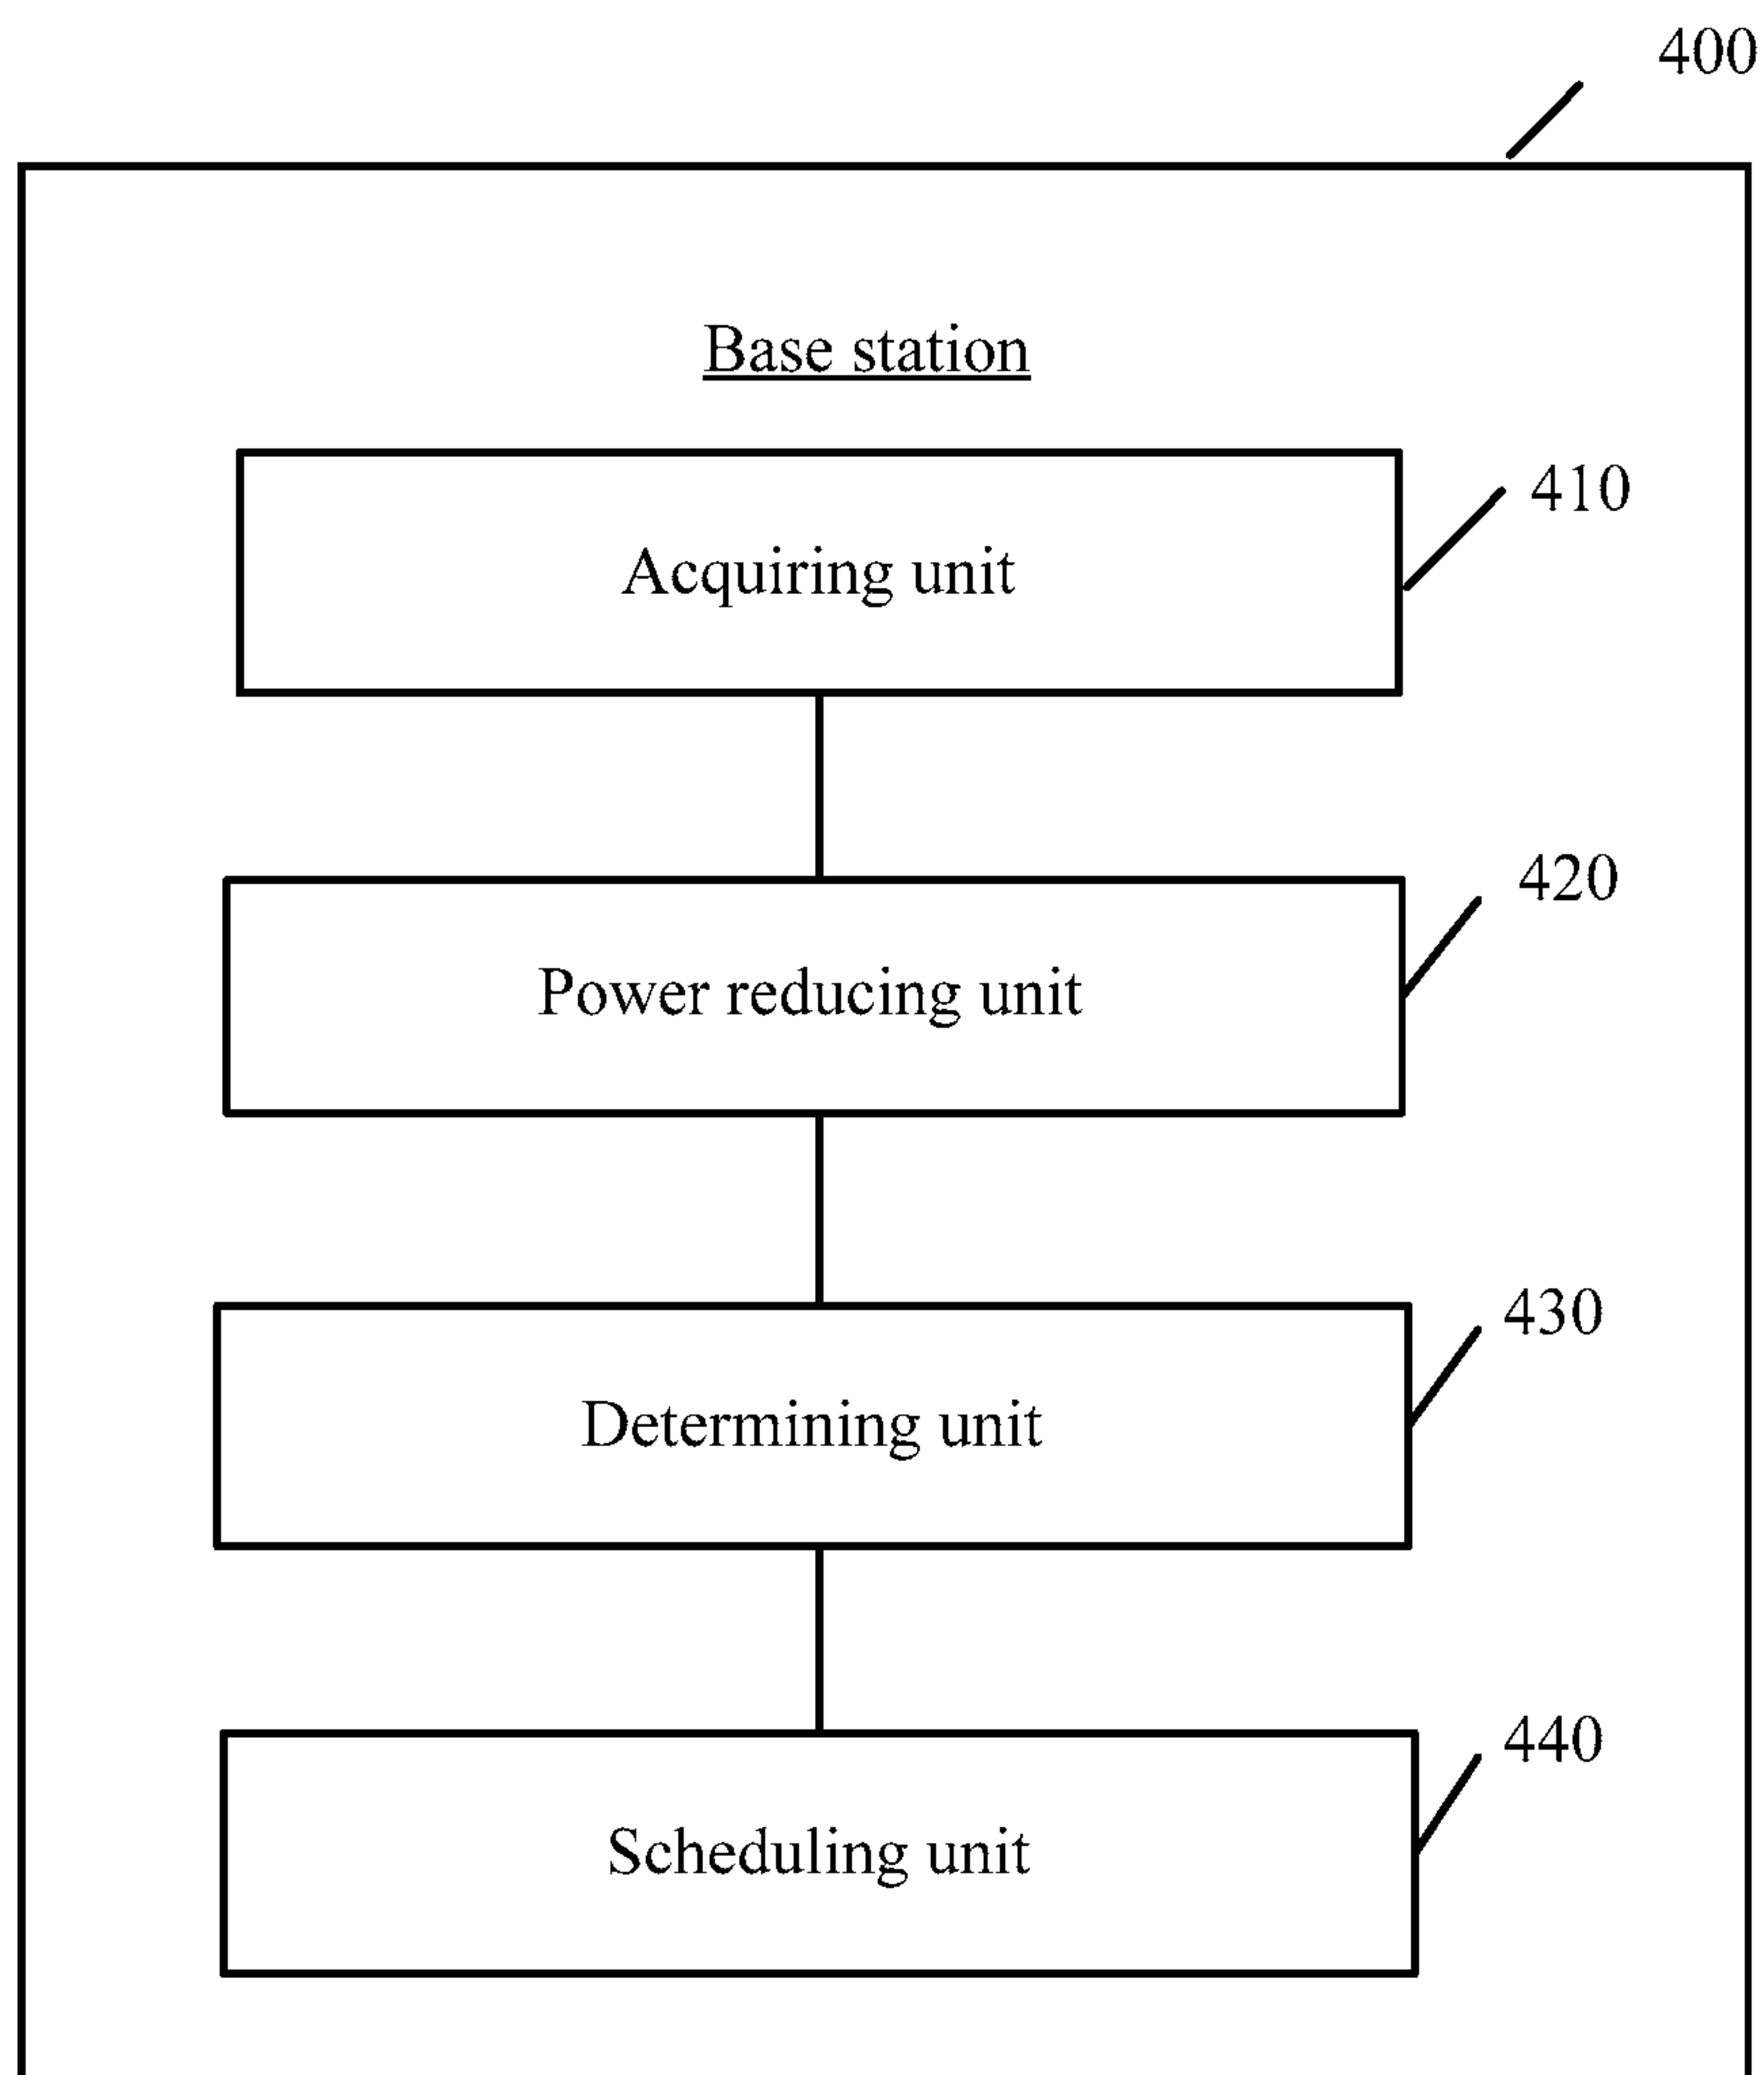 400
Base station
410
Acquiring unit
420
Power reducing unit
430
Determining unit
440
Scheduling unit